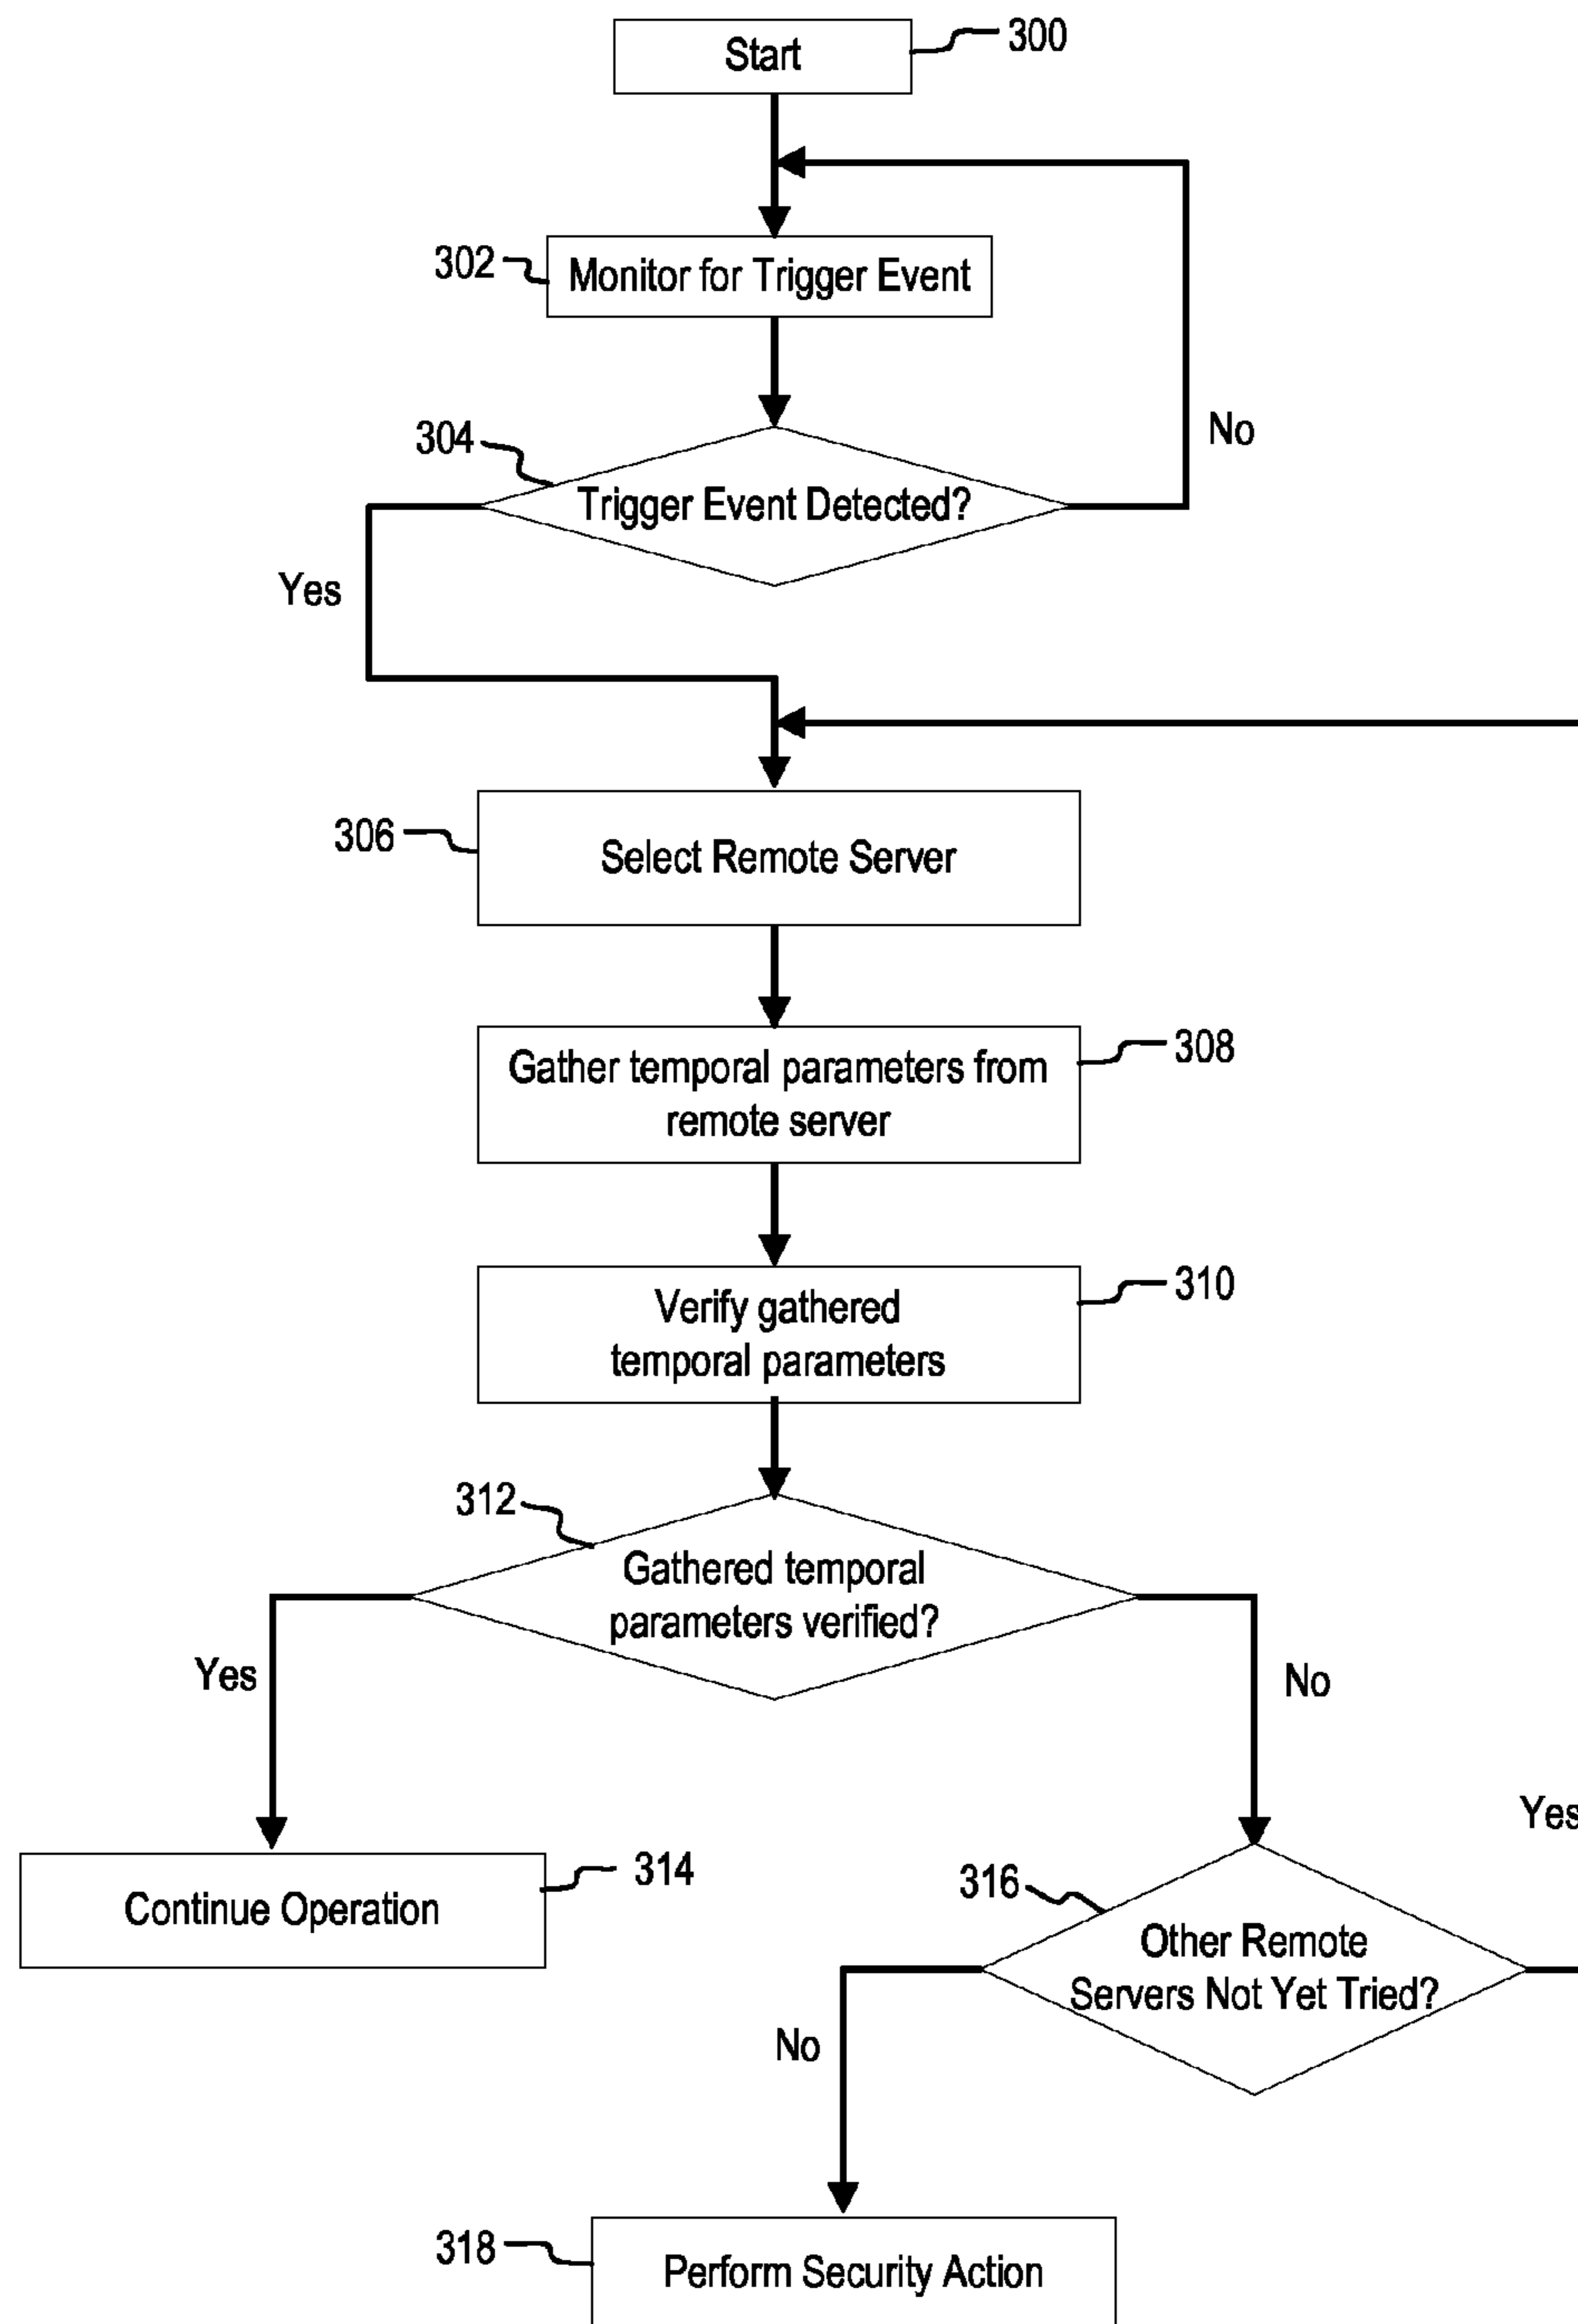 Start
300
302
Monitor for Trigger Event
304
Trigger Event Detected?
No
Yes
306
Select Remote Server
308
Gather temporal parameters from
remote server
310
Verify gathered
temporal parameters
312
Gathered temporal
parameters verified?
Yes
No
Yes
314
Continue Operation
316
Other Remote
Servers Not Yet Tried?
No
318
Perform Security Action